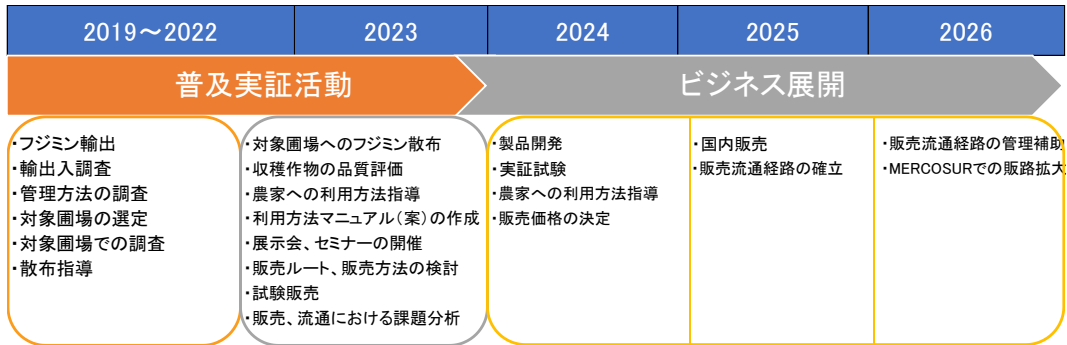 2019～2022
2023
2024
2025
2026
普及実証活動
ビジネス展開
・フジミン輸出
・輸出入調査
・管理方法の調査
・対象圃場の選定
・対象圃場での調査
・散布指導
・対象圃場へのフジミン散布
・収穫作物の品質評価
・農家への利用方法指導
・利用方法マニュアル（案）の作成
・展示会、セミナーの開催
・販売ルート、販売方法の検討
・試験販売
・販売、流通における課題分析
・製品開発
・実証試験
・農家への利用方法指導
・販売価格の決定
・国内販売
・販売流通経路の確立
・販売流通経路の管理補助
・MERCOSURでの販路拡大